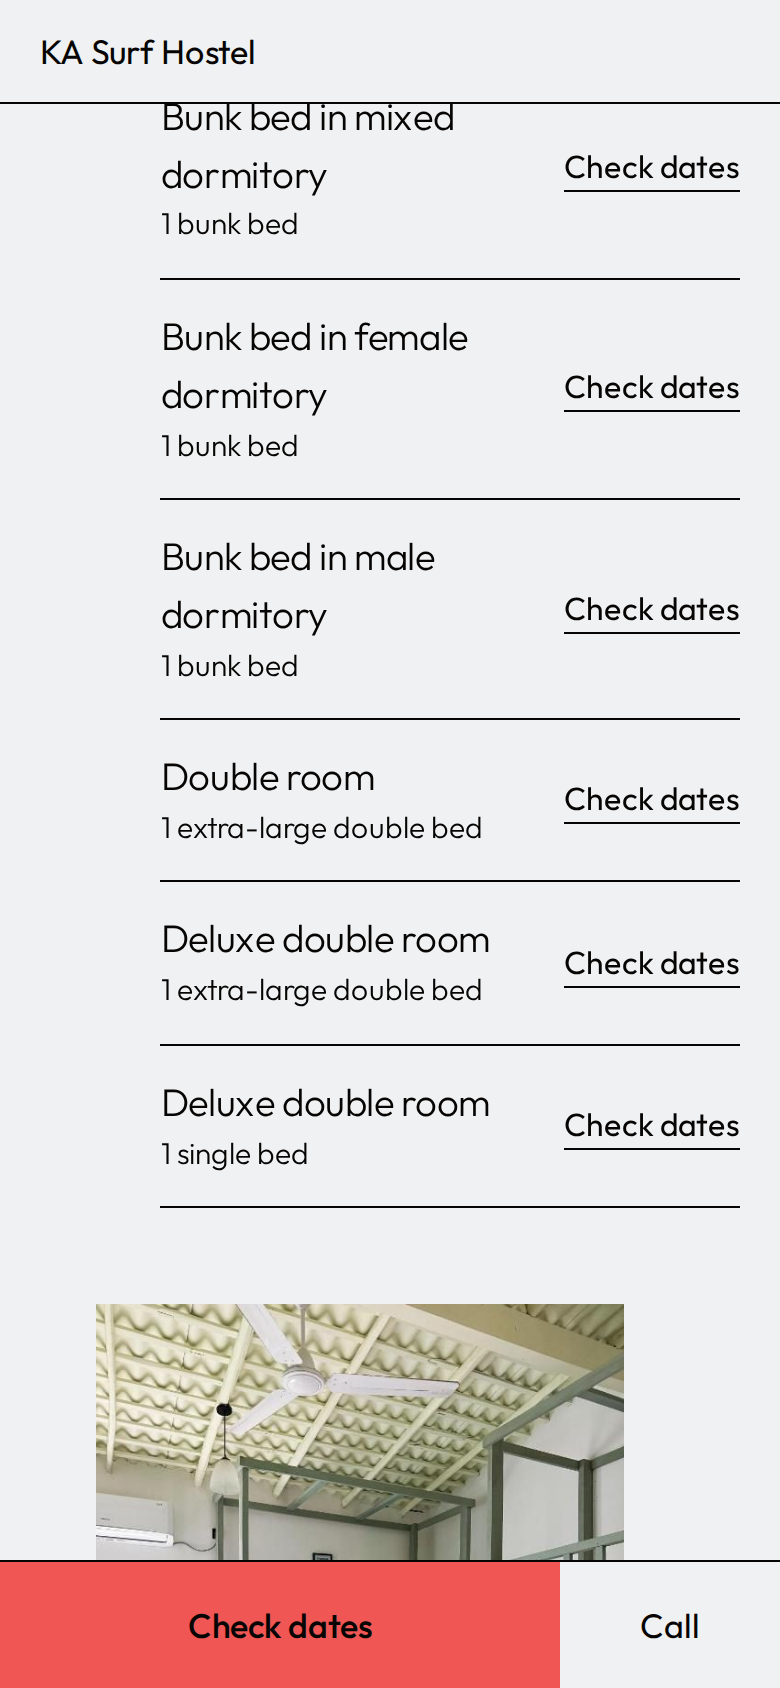 KA Surf Hostel
Bunk bed in mixed
dormitory
1 bunk bed
Check dates
Bunk bed in female
dormitory
1 bunk bed
Check dates
Bunk bed in male
dormitory
1 bunk bed
Check dates
Double room
1 extra-large double bed
Check dates
Deluxe double room
1 extra-large double bed
Check dates
Deluxe double room
1 single bed
Check dates
Check dates
Call